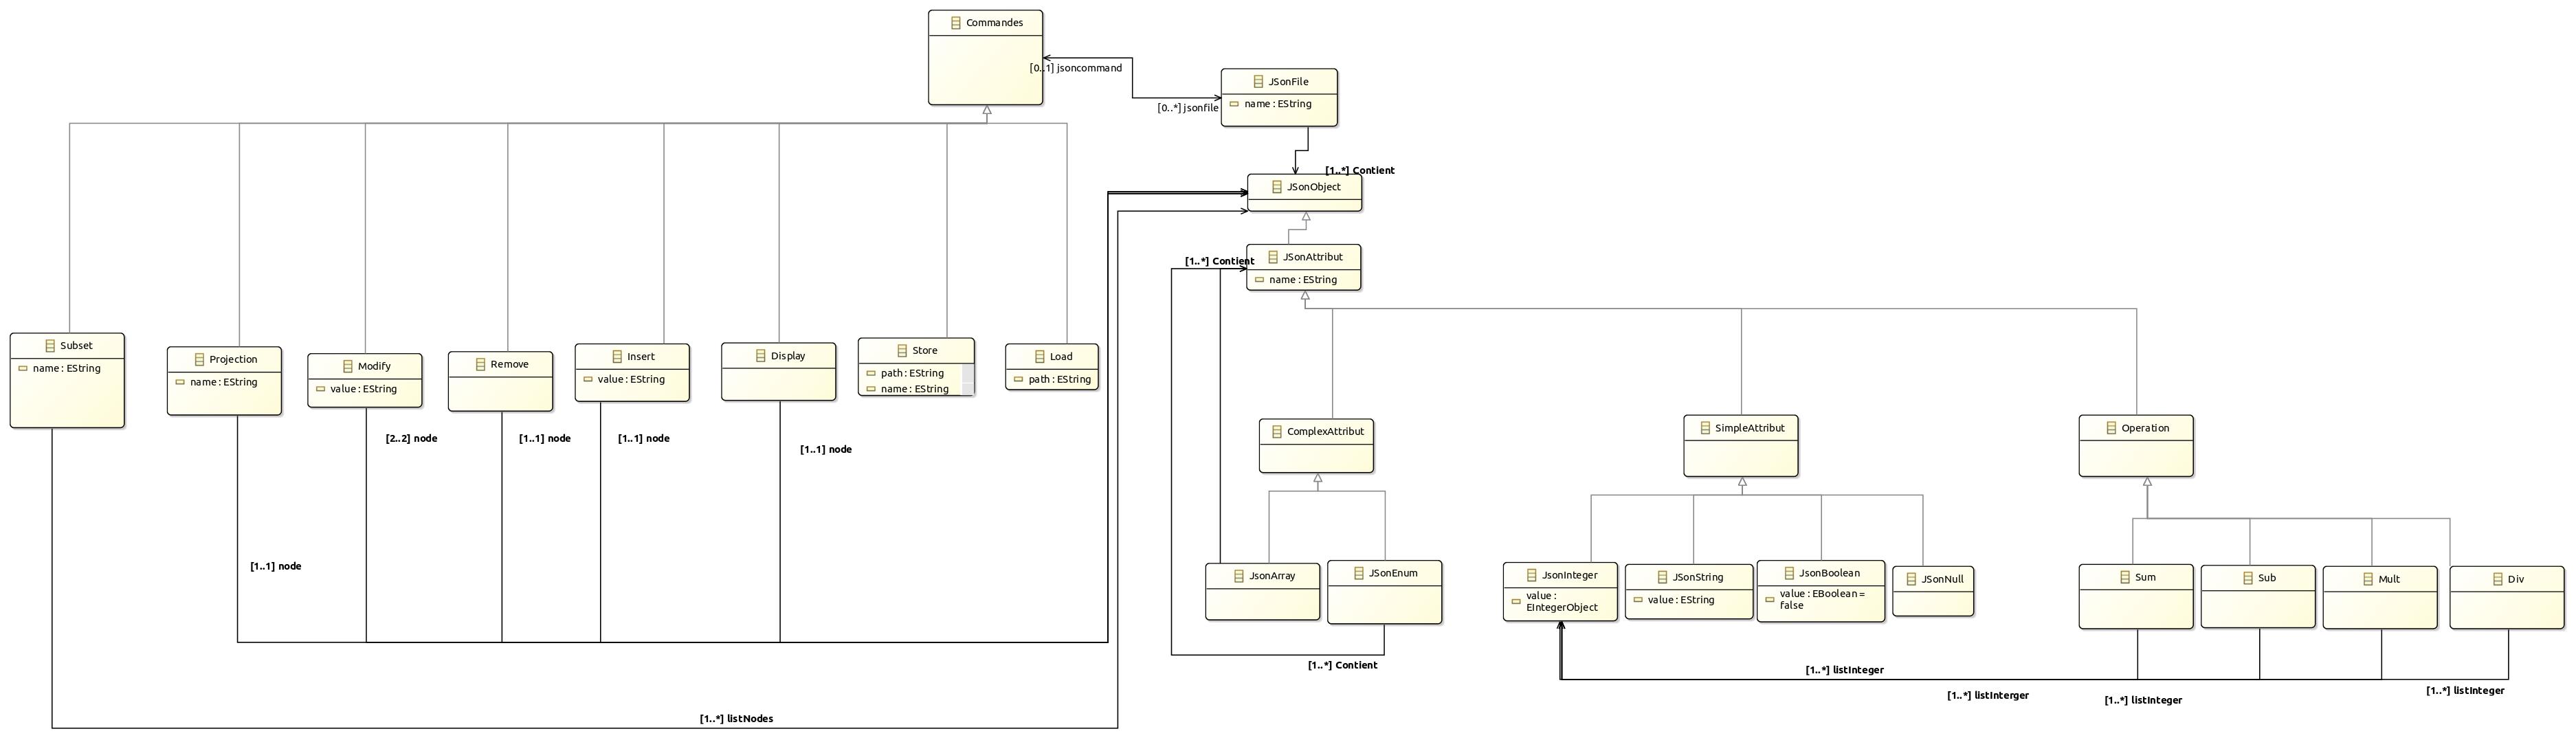 Commandes
[0..1] jsoncommand
JSonFile
name : EString
[0..*] jsonfile
[1..*] Contient
JSonObject
[1..*] Contient
JSonAttribut
name : EString
Subset
name : EString
Projection
name : EString
Modify
value : EString
Remove
Insert
value : EString
Display
Store
path : EString
name : EString
Load
path : EString
[2..2] node
[1..1] node
[1..1] node
[1..1] node
[1..1] node
ComplexAttribut
SimpleAttribut
Operation
JsonArray
JSonEnum
JsonInteger
value :
EIntegerObject
JSonString
value : EString
JsonBoolean
value : EBoolean =
false
JSonNull
Sum
Sub
Mult
Div
[1..*] Contient
[1..*] listInteger
[1..*] listInterger
[1..*] listInteger
[1..*] listInteger
[1..*] listNodes